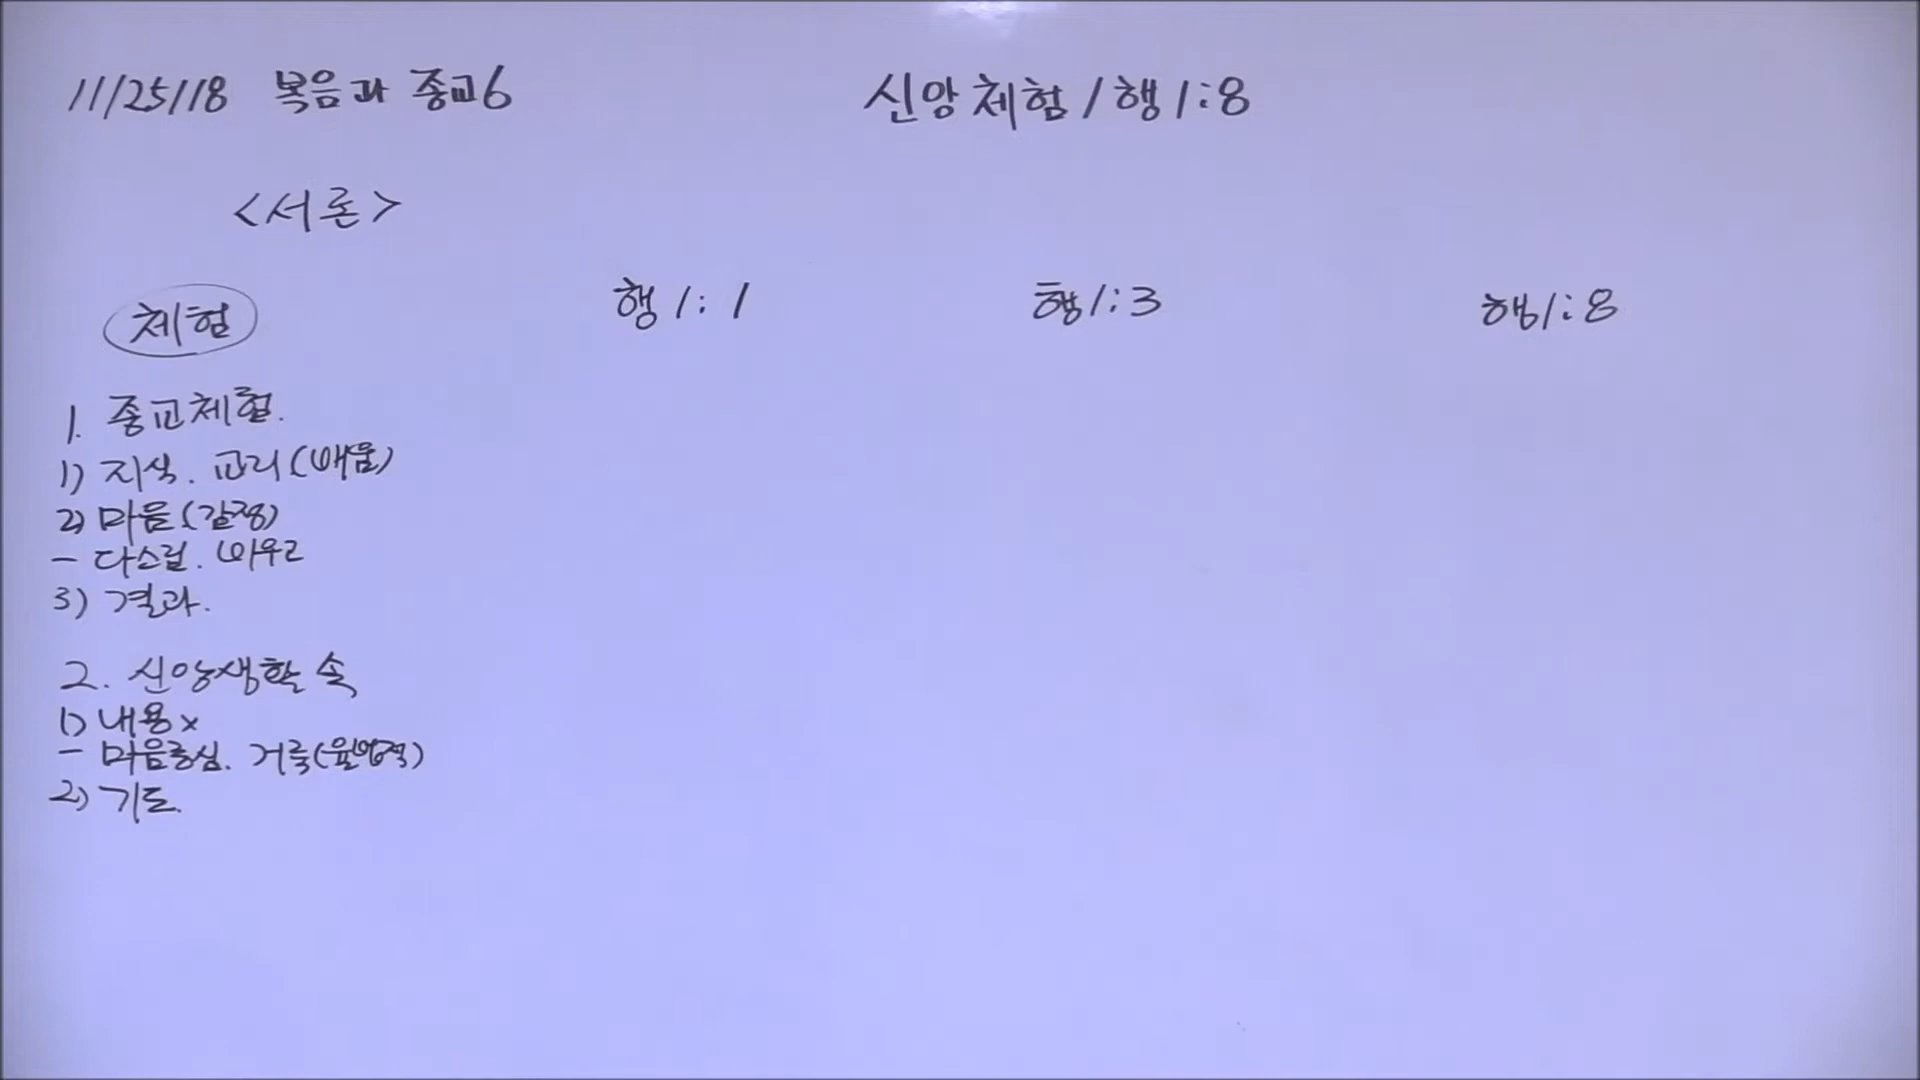 11/25/18 복음과 종교6
신앙체험/행1:8
<서론>
체험
행1:1
행1:3
행1:8
1. 종교체험.
1) 지식. 교리(배움)
2) 마음(감정)
- 다스림.
3) 결과.
2. 신앙생활 속
1) 내용x
- 마음중심. 거룩(율법적)
2) 기도.